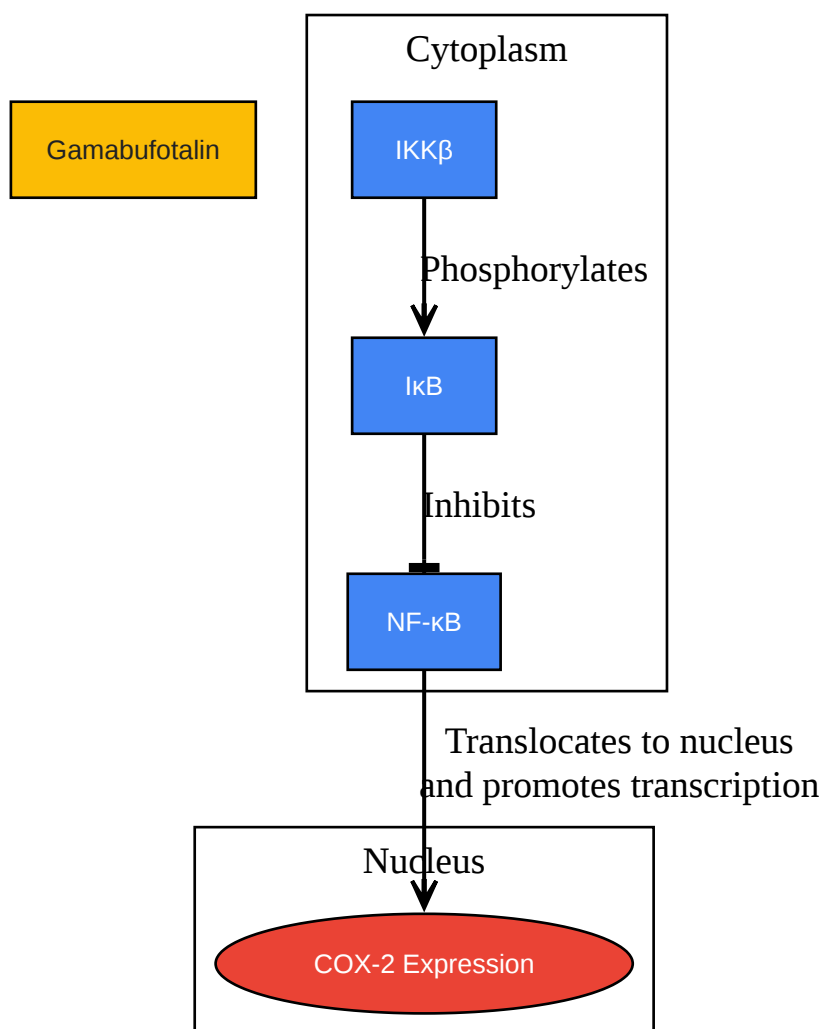 Cytoplasm
Gamabufotalin
IKKβ
Phosphorylates
IκB
Inhibits
NF-κB
Translocates to nucleus
and promotes transcription
Nucleus
COX-2 Expression